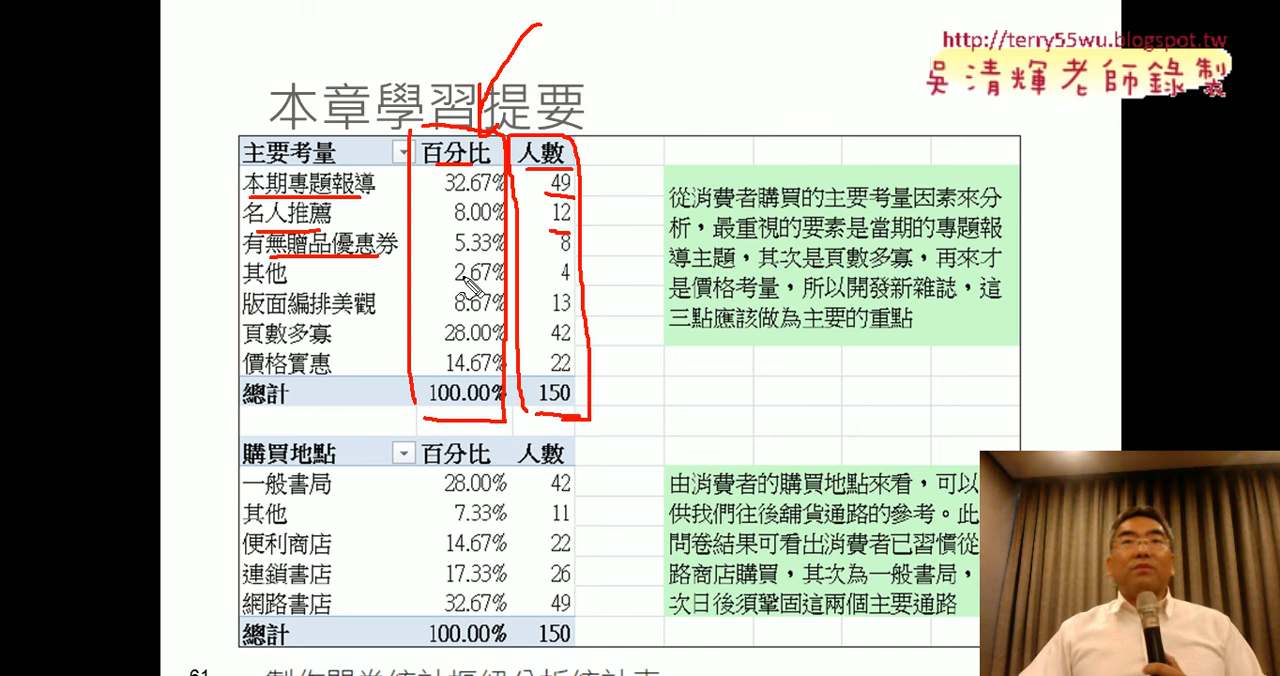 http://terry55wu.blogspot.tw
吳清輝老師錄製
本章學習提要
主要考量 百分比 人數
本期專題報導 32.67% 49
名人推薦 8.00% 12
有無贈品優惠券 5.33% 8
其他 2.67% 4
版面編排美觀 8.67% 13
頁數多寡 28.00% 42
價格實惠 14.67% 22
總計 100.00% 150
從消費者購買的主要考量因素來分
析，最重視的要素是當期的專題報
導主題，其次是頁數多寡，再來才
是價格考量，所以開發新雜誌，這
三點應該做為主要的重點
購買地點 百分比 人數
一般書局 28.00% 42
其他 7.33% 11
便利商店 14.67% 22
連鎖書店 17.33% 26
網路書店 32.67% 49
總計 100.00% 150
由消費者的購買地點來看，可以
供我們往後舖貨通路的參考。此
問卷結果可看出消費者已習慣從
路商店購買，其次為一般書局，
次日後須鞏固這兩個主要通路
61